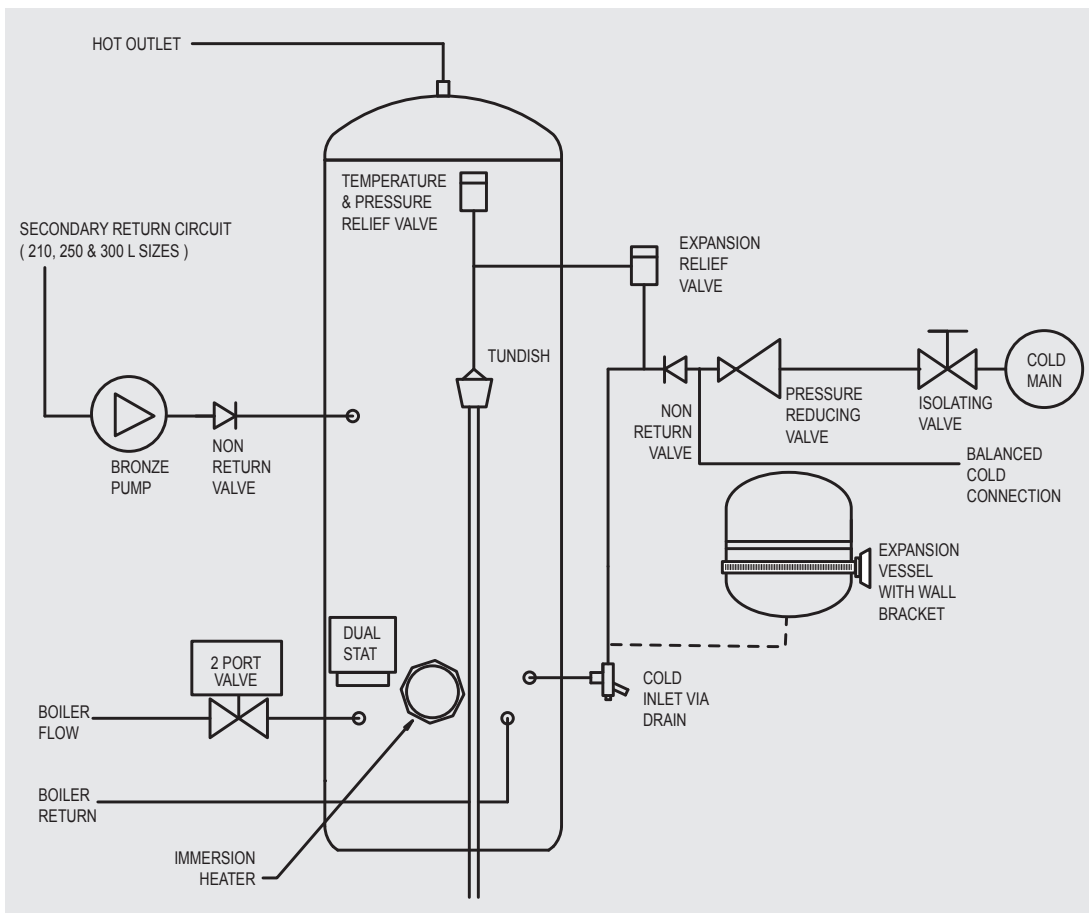 HOT OUTLET
TEMPERATURE
& PRESSURE
RELIEF VALVE
SECONDARY RETURN CIRCUIT
( 210, 250 & 300 L SIZES )
EXPANSION
RELIEF
VALVE
TUNDISH
COLD
MAIN
PRESSURE
REDUCING
VALVE
ISOLATING
VALVE
NON
RETURN
VALVE
BRONZE
PUMP
NON
RETURN
VALVE
BALANCED
COLD
CONNECTION
EXPANSION
VESSEL
WITH WALL
BRACKET
DUAL
STAT
2 PORT
VALVE
COLD
INLET VIA
DRAIN
BOILER
FLOW
BOILER
RETURN
IMMERSION
HEATER